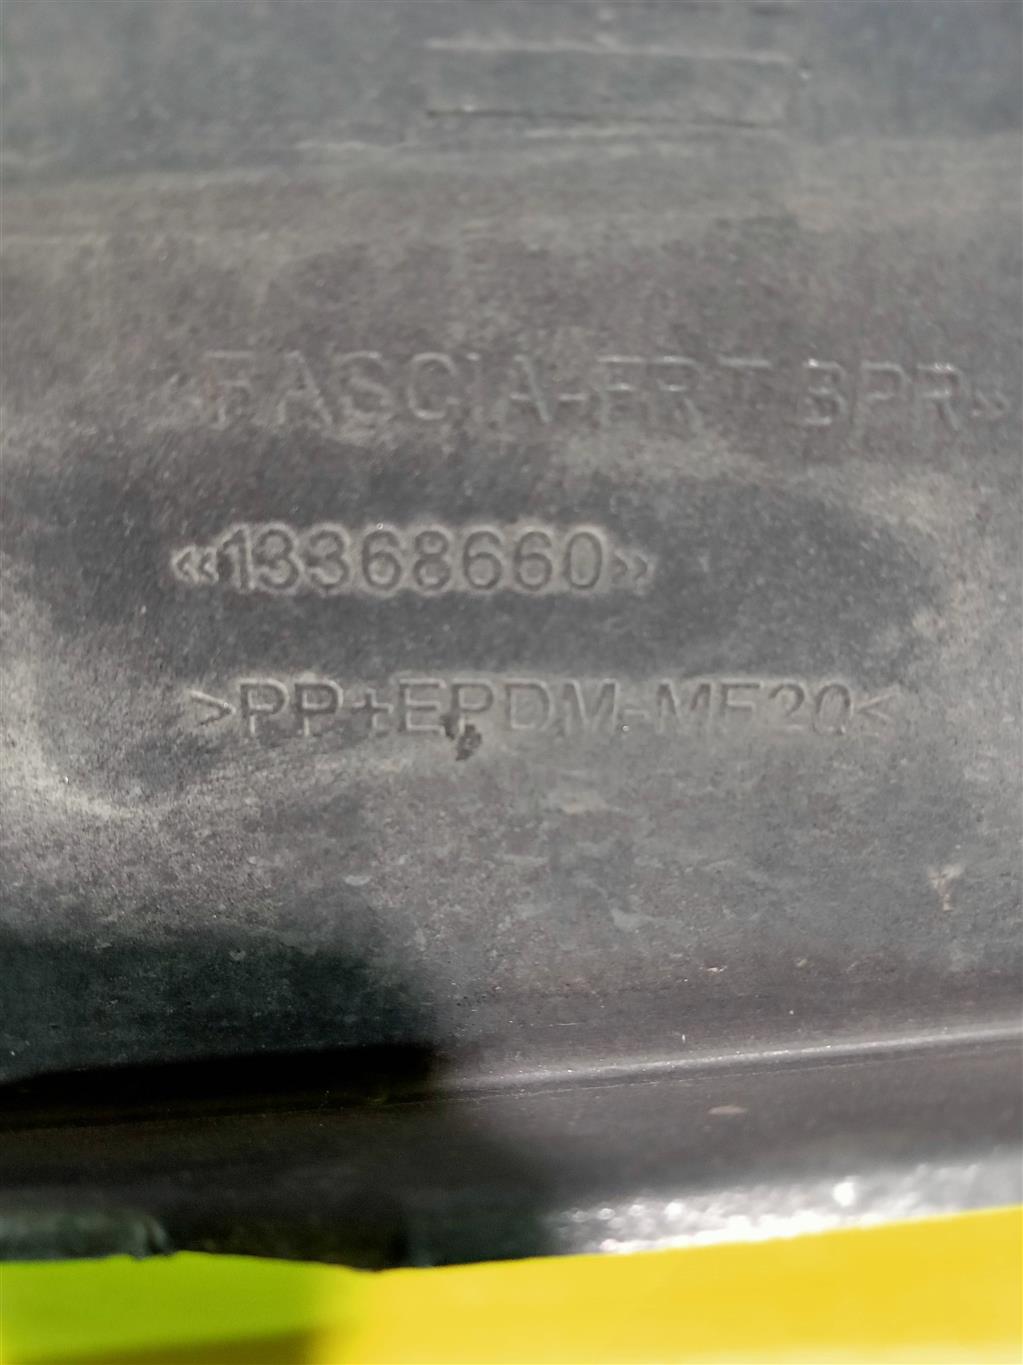 FASCIA-FRT BPR»
«13368660»
>PP+EPDM-MF20<